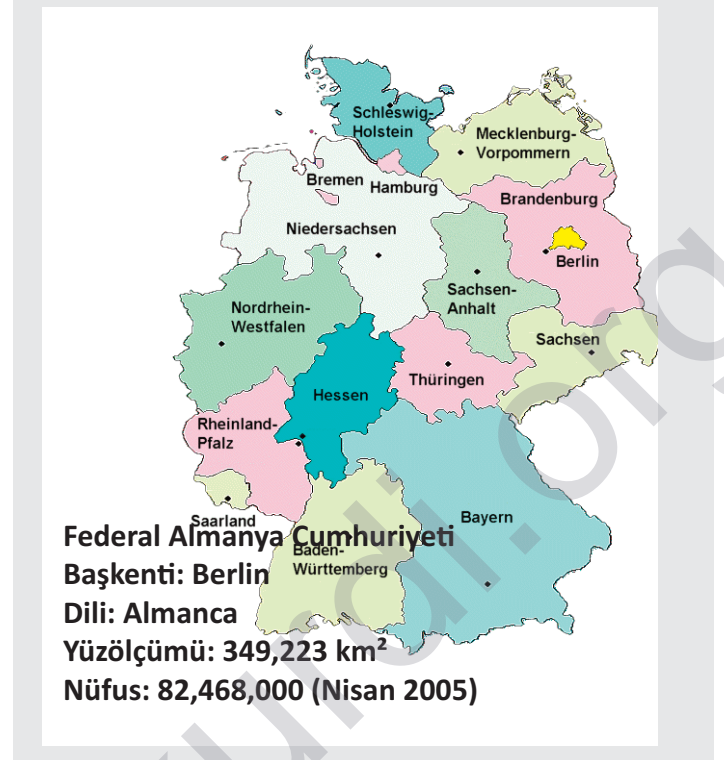 Schleswig-
Holstein
Mecklenburg-
Vorpommern
Bremen
Hamburg
Brandenburg
Niedersachsen
Berlin
Sachsen-
Anhalt
Nordrhein-
Westfalen
Sachsen
Thüringen
Hessen
Rheinland-
Pfalz
Saarland
Bayern
Baden-
Württemberg
Federal Almanya Cumhuriyeti
Başkenti: Berlin
Dili: Almanca
Yüzölçümü: 349,223 km²
Nüfus: 82,468,000 (Nisan 2005)
urdi.org